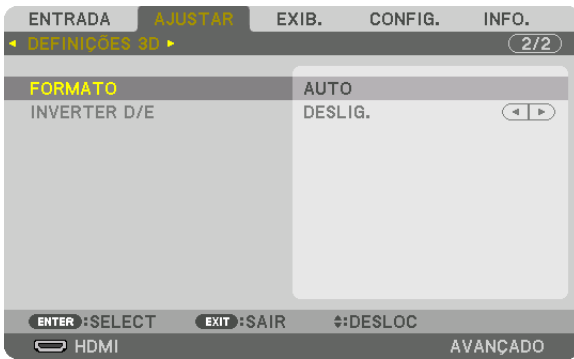 ENTRADA AJUSTAR EXIB. CONFIG. INFO.
DEFINIÇÕES 3D 2/2
FORMATO AUTO
INVERTER D/E DESLIG.
ENTER :SELECT EXIT :SAIR :DESLOC
HDMI AVANÇADO